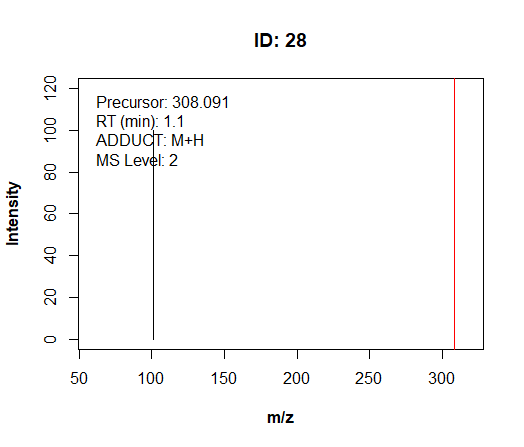 ID: 28
Precursor: 308.091
RT (min): 1.1
ADDUCT: M+H
MS Level: 2
Intensity
0
20
40
60
80
100
120
50
100
150
200
250
300
m/z